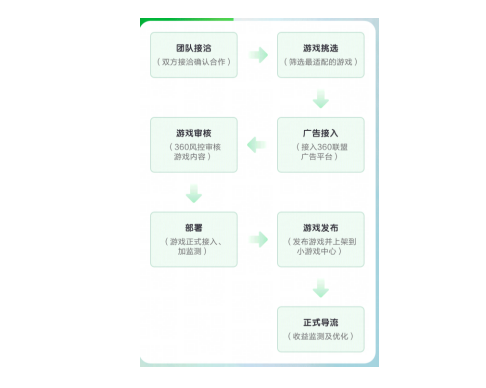 团队接洽
（双方接洽确认合作）
游戏挑选
（筛选最适配的游戏）
广告接入
（接入360联盟
广告平台）
游戏审核
（360风控审核
游戏内容）
部署
（游戏正式接入、
加监测）
游戏发布
（发布游戏并上架到
小游戏中心）
正式导流
（收益监测及优化）